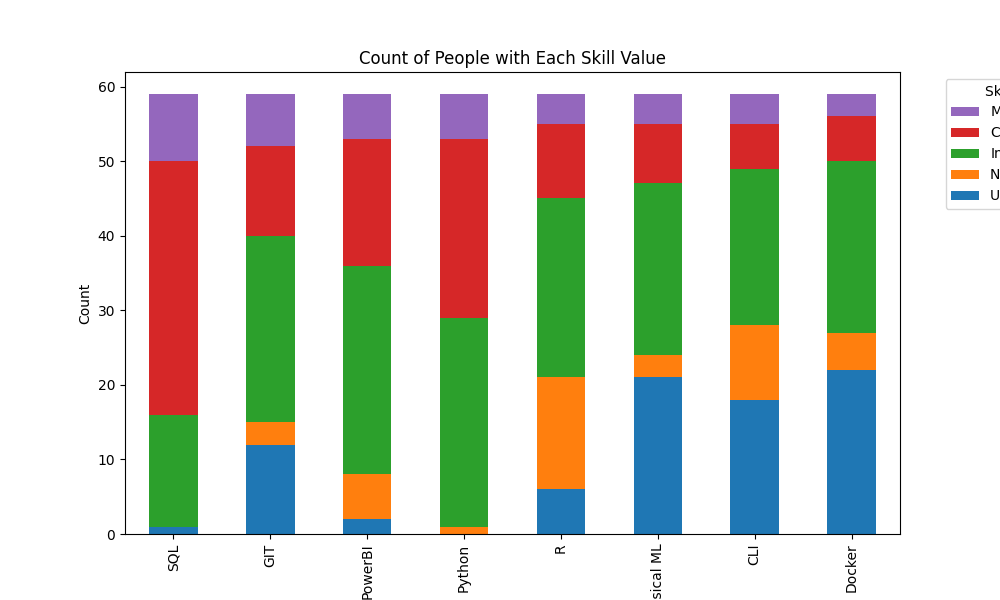 Count of People with Each Skill Value
Count
60
50
40
30
20
10
0
SQL
GIT
PowerBI
Python
R
sical ML
CLI
Docker
Sk
M
C
In
N
U